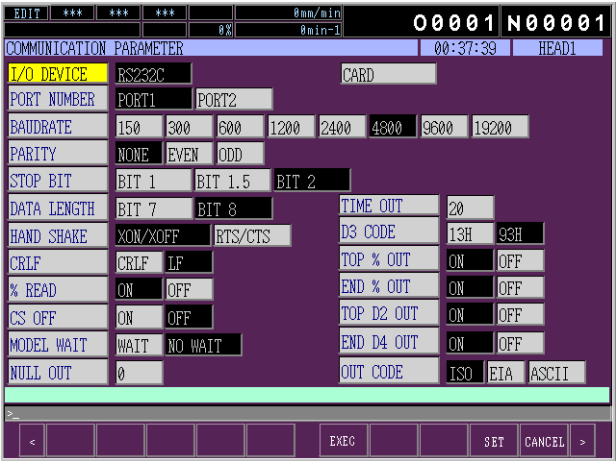 EDIT *** *** *** 0mm/min O0001 N00001
0% 0min-1
COMMUNICATION PARAMETER 00:37:39 HEAD1
I/O DEVICE RS232C CARD
PORT NUMBER PORT1 PORT2
BAUDRATE 150 300 600 1200 2400 4800 9600 19200
PARITY NONE EVEN ODD
STOP BIT BIT 1 BIT 1.5 BIT 2
DATA LENGTH BIT 7 BIT 8 TIME OUT 20
HAND SHAKE XON/XOFF RTS/CTS D3 CODE 13H 93H
CRLF CRLF LF TOP % OUT ON OFF
% READ ON OFF END % OUT ON OFF
CS OFF ON OFF TOP D2 OUT ON OFF
MODEL WAIT WAIT NO WAIT END D4 OUT ON OFF
NULL OUT 0 OUT CODE ISO EIA ASCII
>_
< EXEC SET CANCEL >